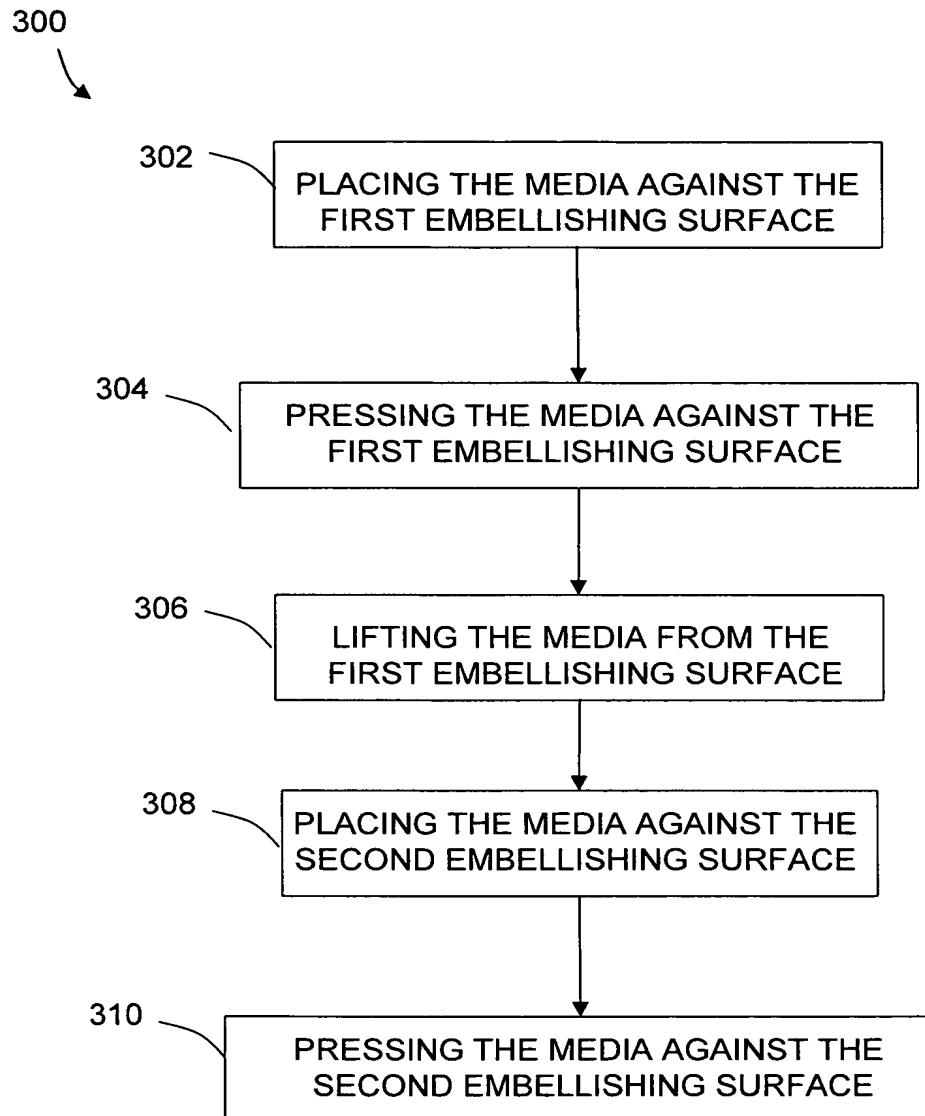 300
302
PLACING THE MEDIA AGAINST THE
FIRST EMBELLISHING SURFACE
304
PRESSING THE MEDIA AGAINST THE
FIRST EMBELLISHING SURFACE
306
LIFTING THE MEDIA FROM THE
FIRST EMBELLISHING SURFACE
308
PLACING THE MEDIA AGAINST THE
SECOND EMBELLISHING SURFACE
310
PRESSING THE MEDIA AGAINST THE
SECOND EMBELLISHING SURFACE